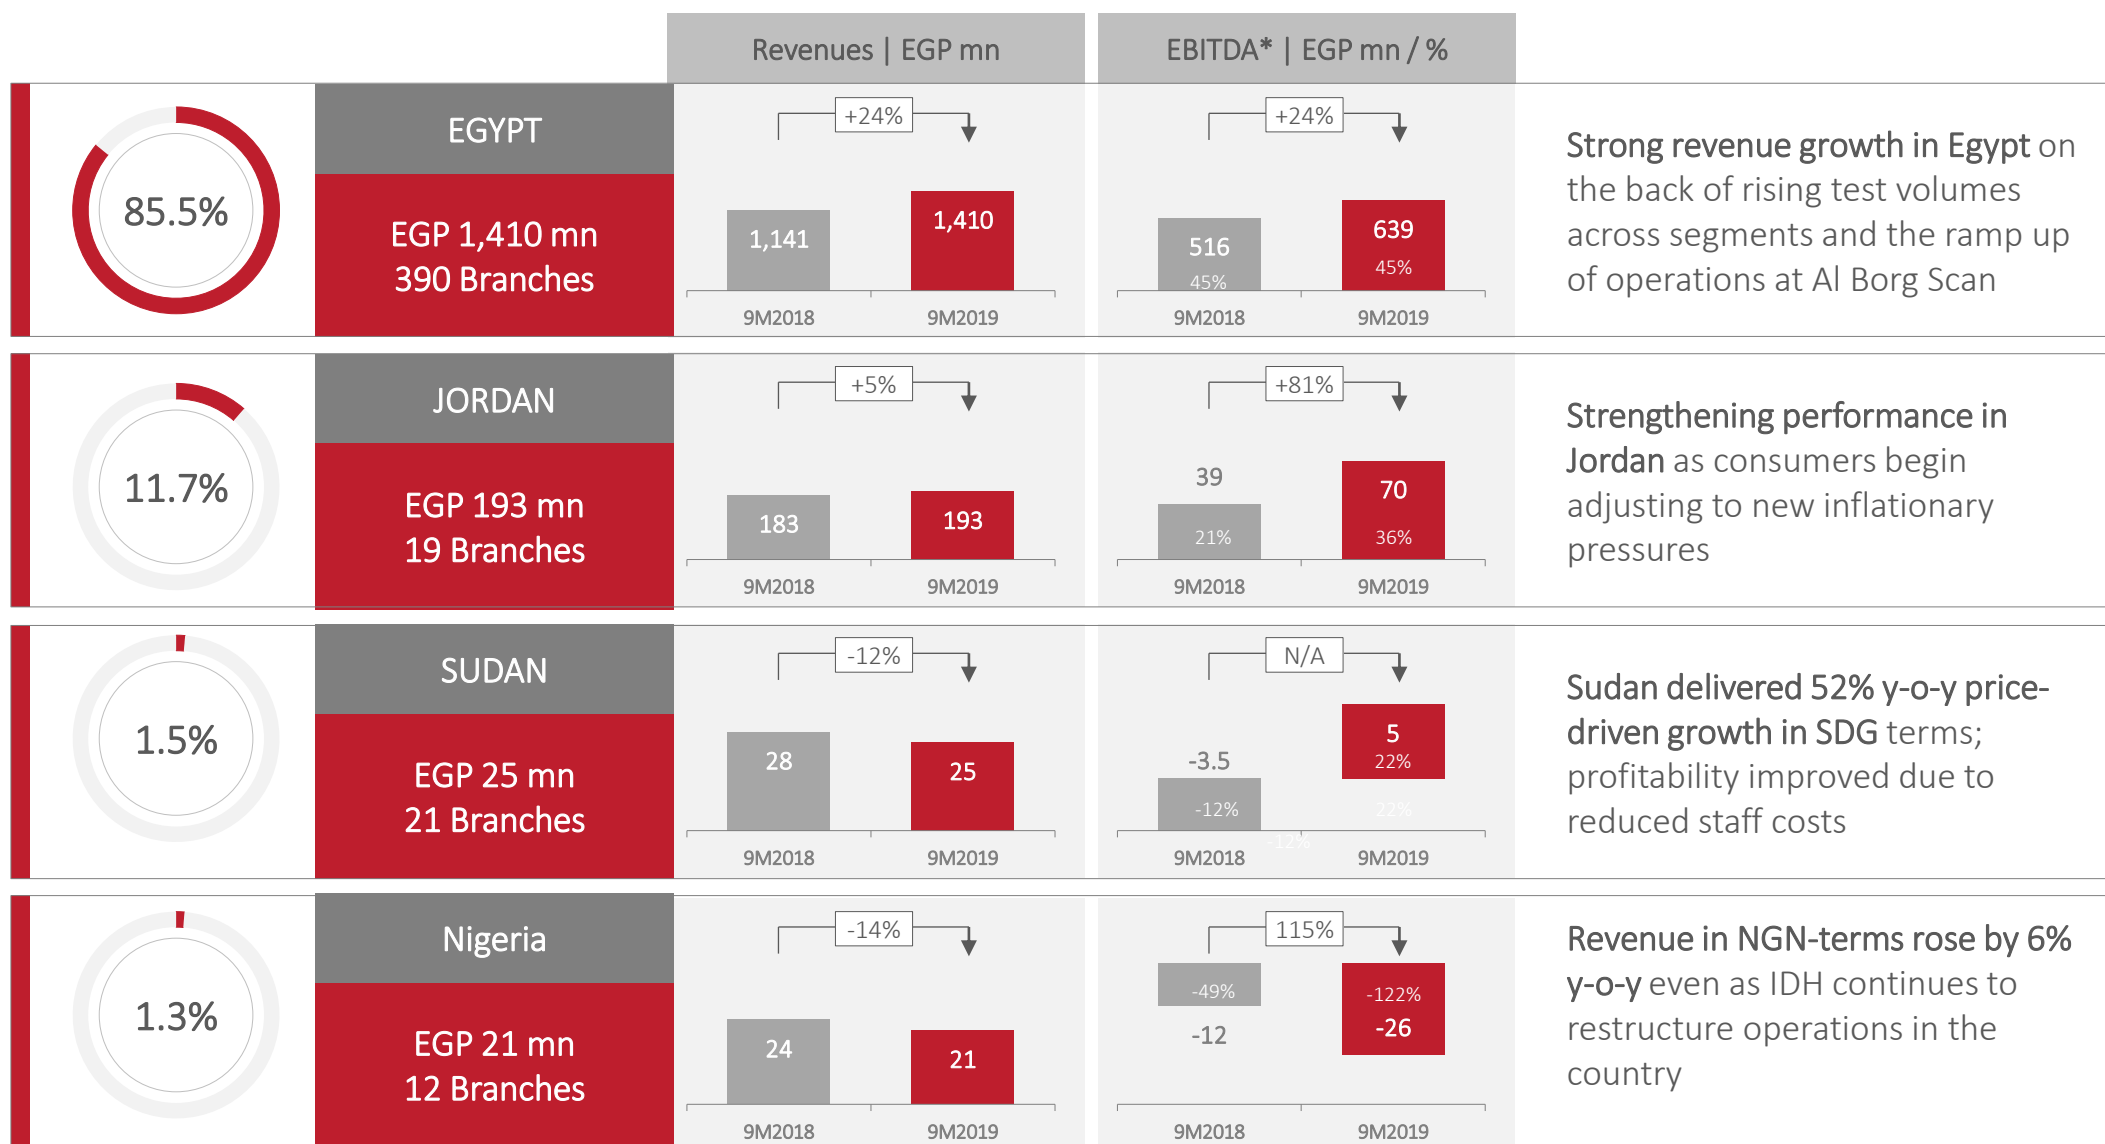 Revenues | EGP mn
EBITDA* | EGP mn / %
85.5%
EGYPT
EGP 1,410 mn
390 Branches
+24%
1,141
1,410
9M2018
9M2019
+24%
516
45%
639
45%
9M2018
9M2019
Strong revenue growth in Egypt on
the back of rising test volumes
across segments and the ramp up
of operations at Al Borg Scan
11.7%
JORDAN
EGP 193 mn
19 Branches
+5%
183
193
9M2018
9M2019
+81%
39
21%
70
36%
9M2018
9M2019
Strengthening performance in
Jordan as consumers begin
adjusting to new inflationary
pressures
1.5%
SUDAN
EGP 25 mn
21 Branches
-12%
28
25
9M2018
9M2019
N/A
-3.5
-12%
5
22%
22%
-12%
9M2018
9M2019
Sudan delivered 52% y-o-y price-
driven growth in SDG terms;
profitability improved due to
reduced staff costs
1.3%
Nigeria
EGP 21 mn
12 Branches
-14%
24
21
9M2018
9M2019
115%
-49%
-12
-122%
-26
9M2018
9M2019
Revenue in NGN-terms rose by 6%
y-o-y even as IDH continues to
restructure operations in the
country